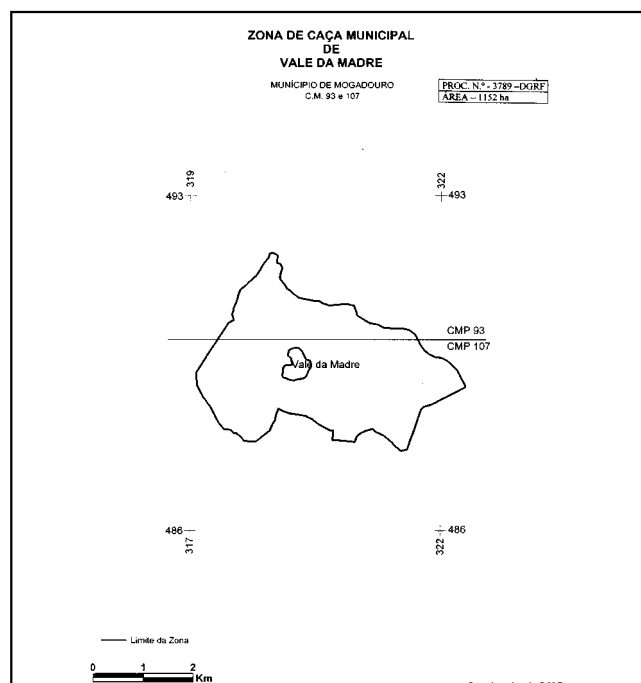 ZONA DE CAÇA MUNICIPAL
DE
VALE DA MADRE
MUNÍCIPIO DE MOGADOURO
C.M. 93 e 107
PROC. N.º - 3789 –DGRF
ÁREA – 1152 ha
319
322
493
493
CMP 93
CMP 107
Vale da Madre
486
486
317
322
Limite da Zona
0 1 2
Km